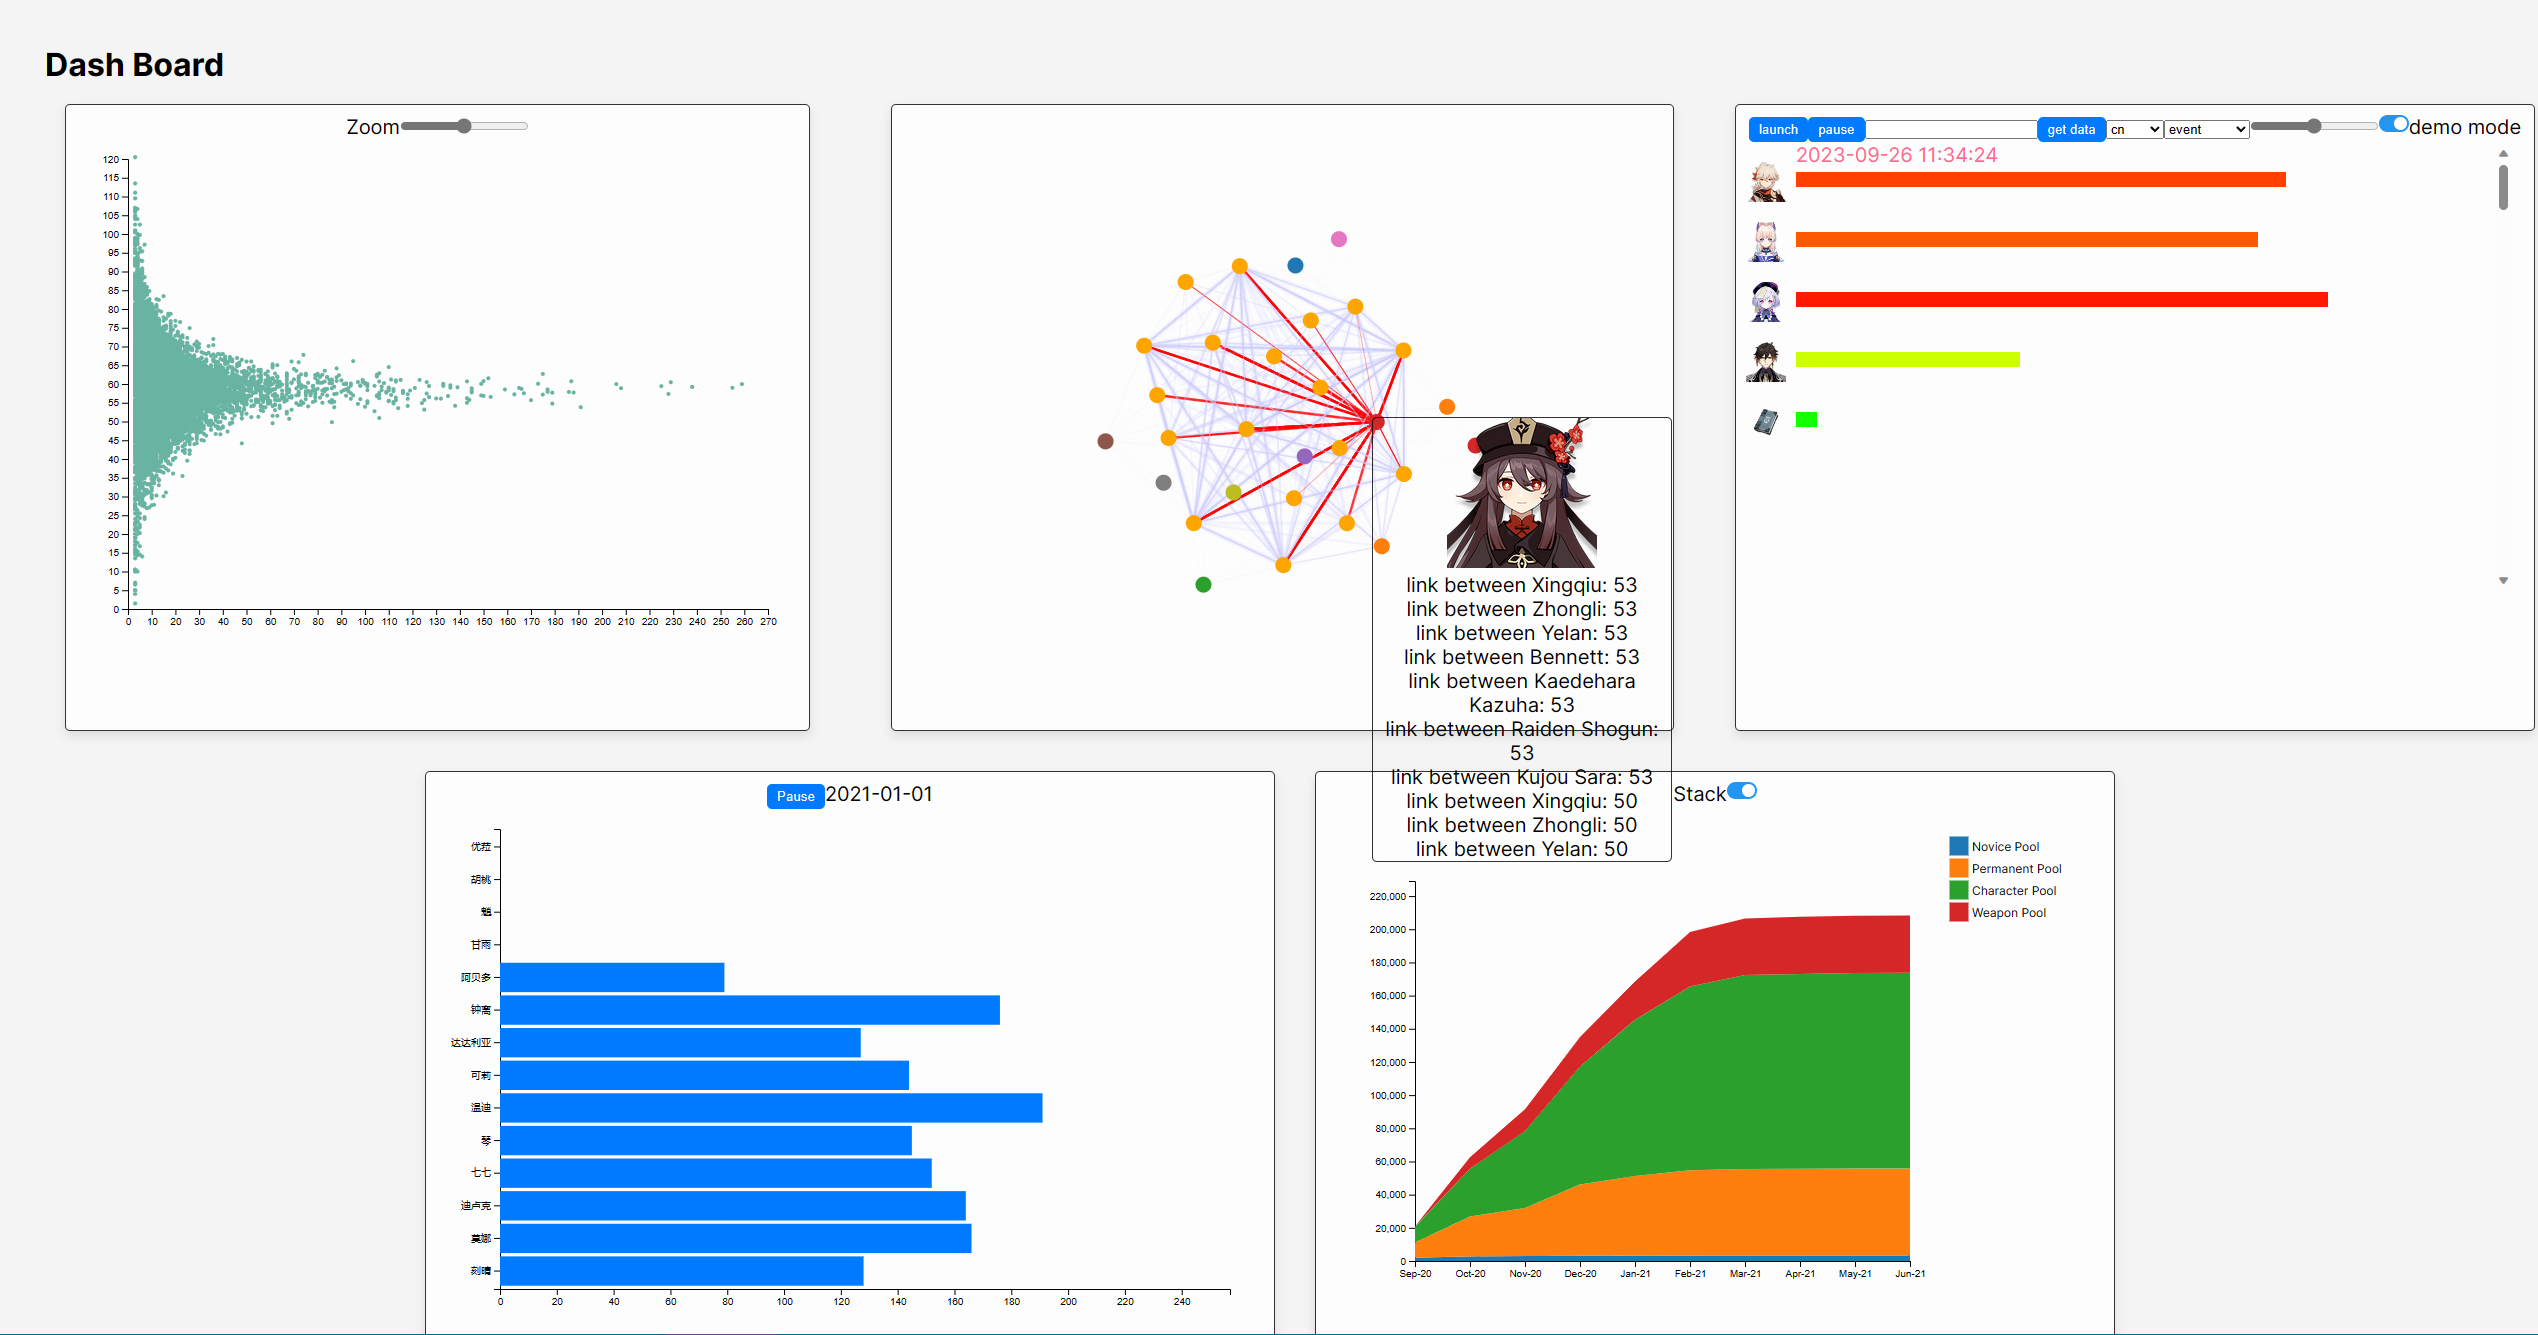 Dash Board
Zoom
120
115
110
105
100
95
90
85
80
75
70
65
60
55
50
45
40
35
30
25
20
15
10
5
0
0 10 20 30 40 50 60 70 80 90 100 110 120 130 140 150 160 170 180 190 200 210 220 230 240 250 260 270
link between Xingqiu: 53
link between Zhongli: 53
link between Yelan: 53
link between Bennett: 53
link between Kaedehara
Kazuha: 53
link between Raiden Shogun:
53
link between Kujou Sara: 53
link between Xingqiu: 50
link between Zhongli: 50
link between Yelan: 50
launch pause get data cn event demo mode
2023-09-26 11:34:24
Pause 2021-01-01
优菈
胡桃
魈
甘雨
阿贝多
钟离
达达利亚
可莉
温迪
琴
七七
迪卢克
莫娜
刻晴
0 20 40 60 80 100 120 140 160 180 200 220 240
Stack
Novice Pool
Permanent Pool
Character Pool
Weapon Pool
220,000
200,000
180,000
160,000
140,000
120,000
100,000
80,000
60,000
40,000
20,000
0
Sep-20 Oct-20 Nov-20 Dec-20 Jan-21 Feb-21 Mar-21 Apr-21 May-21 Jun-21